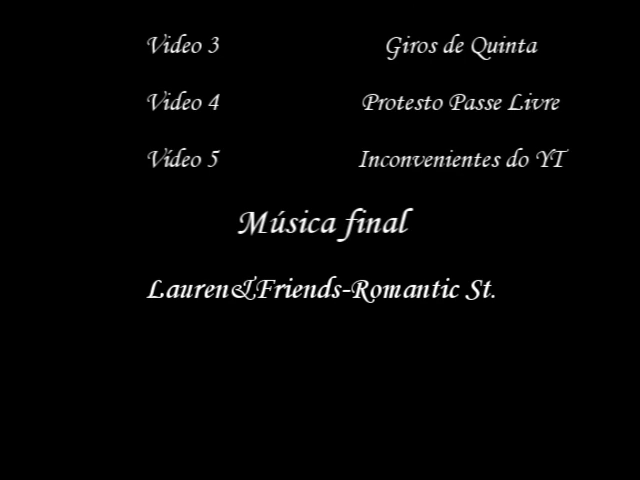 Video 3 Giros de Quinta
Video 4 Protesto Passe Livre
Vídeo 5 Inconvenientes do YT
Música final
Lauren&Friends-Romantic St.